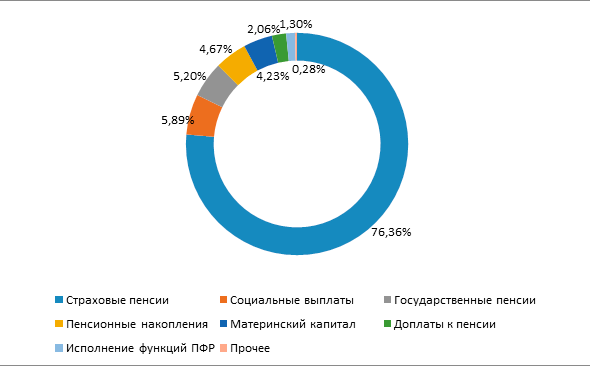 2,06%
1,30%
4,67%
5,20%
4,23%
0,28%
5,89%
76,36%
Страховые пенсии
Социальные выплаты
Государственные пенсии
Пенсионные накопления
Материнский капитал
Доплаты к пенсии
Исполнение функций ПФР
Прочее